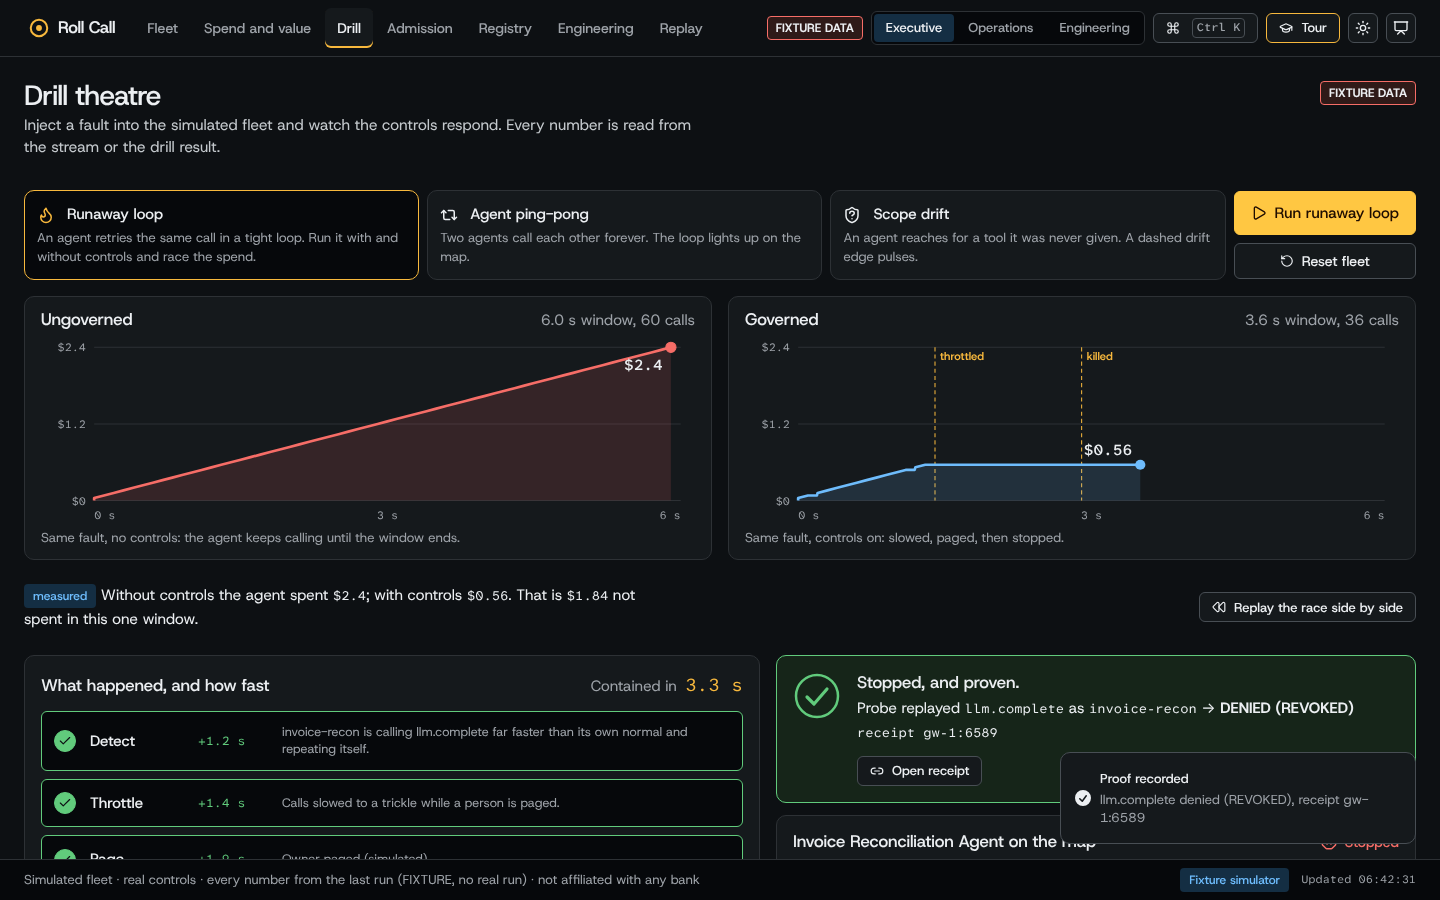 Roll Call
Fleet
Spend and value
Drill
Admission
Registry
Engineering
Replay
FIXTURE DATA
Executive
Operations
Engineering
⌘ Ctrl K
Tour
Drill theatre
FIXTURE DATA
Inject a fault into the simulated fleet and watch the controls respond. Every number is read from
the stream or the drill result.
Runaway loop
An agent retries the same call in a tight loop. Run it with and
without controls and race the spend.
Agent ping-pong
Two agents call each other forever. The loop lights up on the
map.
Scope drift
An agent reaches for a tool it was never given. A dashed drift
edge pulses.
Run runaway loop
Reset fleet
Ungoverned
6.0 s window, 60 calls
$2.4
$2.4
$1.2
$0
0 s
3 s
6 s
Same fault, no controls: the agent keeps calling until the window ends.
Governed
3.6 s window, 36 calls
$2.4
throttled
killed
$1.2
$0.56
$0
0 s
3 s
6 s
Same fault, controls on: slowed, paged, then stopped.
measured Without controls the agent spent $2.4; with controls $0.56. That is $1.84 not
spent in this one window.
Replay the race side by side
What happened, and how fast
Contained in 3.3 s
Detect
+1.2 s
invoice-recon is calling llm.complete far faster than its own normal and
repeating itself.
Throttle
+1.4 s
Calls slowed to a trickle while a person is paged.
Page
+1.9 s
Owner paged (simulated)
Stopped, and proven.
Probe replayed llm.complete as invoice-recon → DENIED (REVOKED)
receipt gw-1:6589
Open receipt
Invoice Reconciliation Agent on the map
Stopped
Proof recorded
llm.complete denied (REVOKED), receipt gw-
1:6589
Simulated fleet · real controls · every number from the last run (FIXTURE, no real run) · not affiliated with any bank
Fixture simulator
Updated 06:42:31